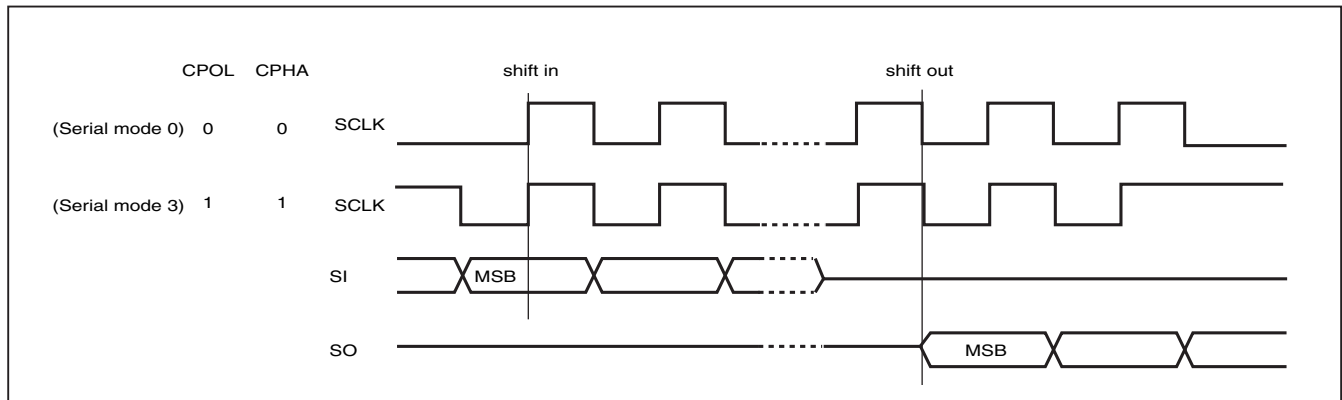 CPOL CPHA shift in shift out
(Serial mode 0) 0 0 SCLK
(Serial mode 3) 1 1 SCLK
SI MSB
SO MSB